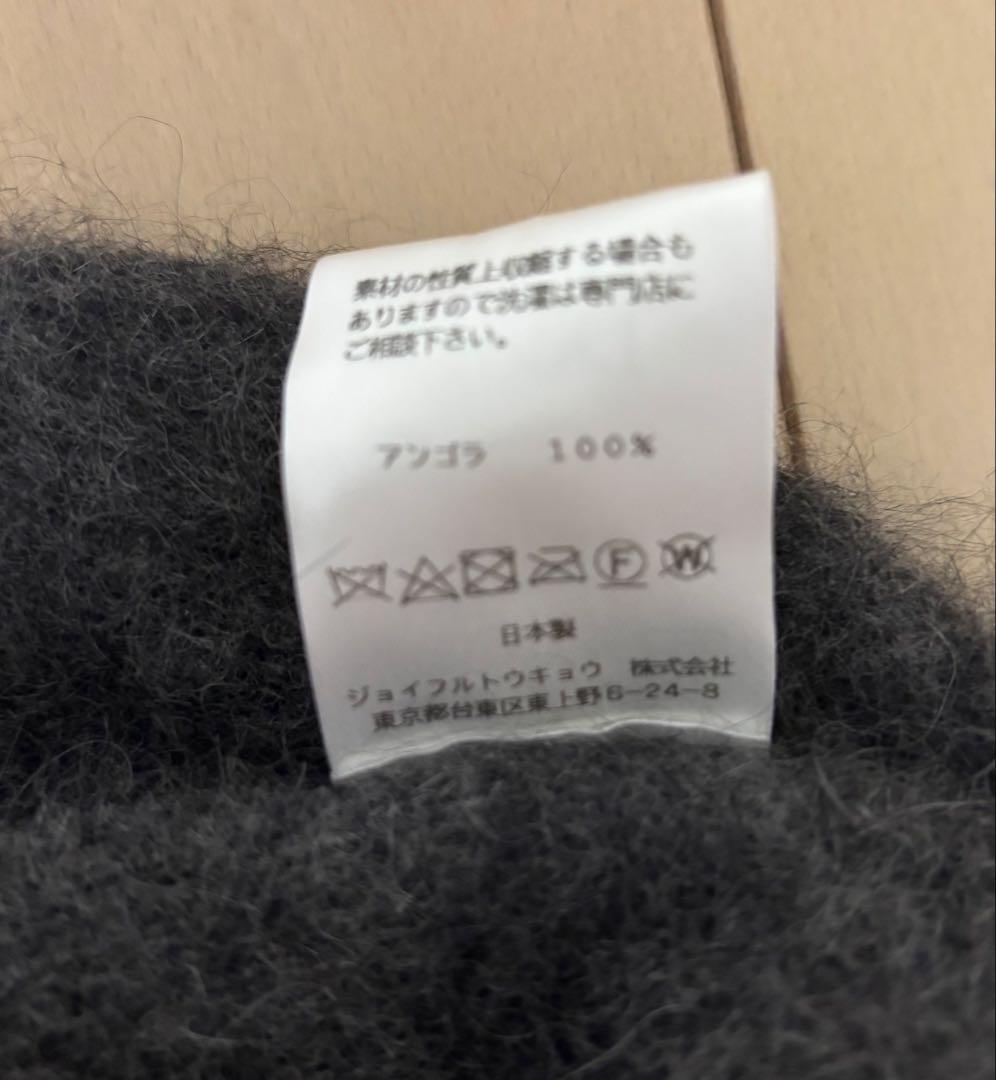 素材の性質上収縮する場合も
ありますので洗濯は専門店に
ご相談下さい。
アンゴラ 100%
F W
日本製
ジョイフルトウキョウ 株式会社
東京都台東区東上野6-24-8